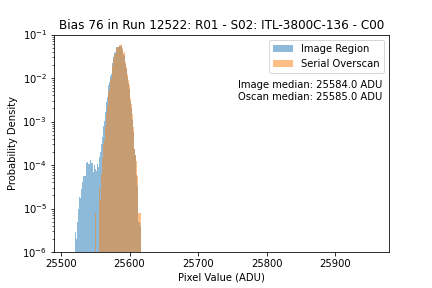 Bias 76 in Run 12522: R01 - S02: ITL-3800C-136 - C00
Image Region
Serial Overscan
Image median: 25584.0 ADU
Oscan median: 25585.0 ADU
Probability Density
10⁻¹
10⁻²
10⁻³
10⁻⁴
10⁻⁵
10⁻⁶
25500 25600 25700 25800 25900
Pixel Value (ADU)